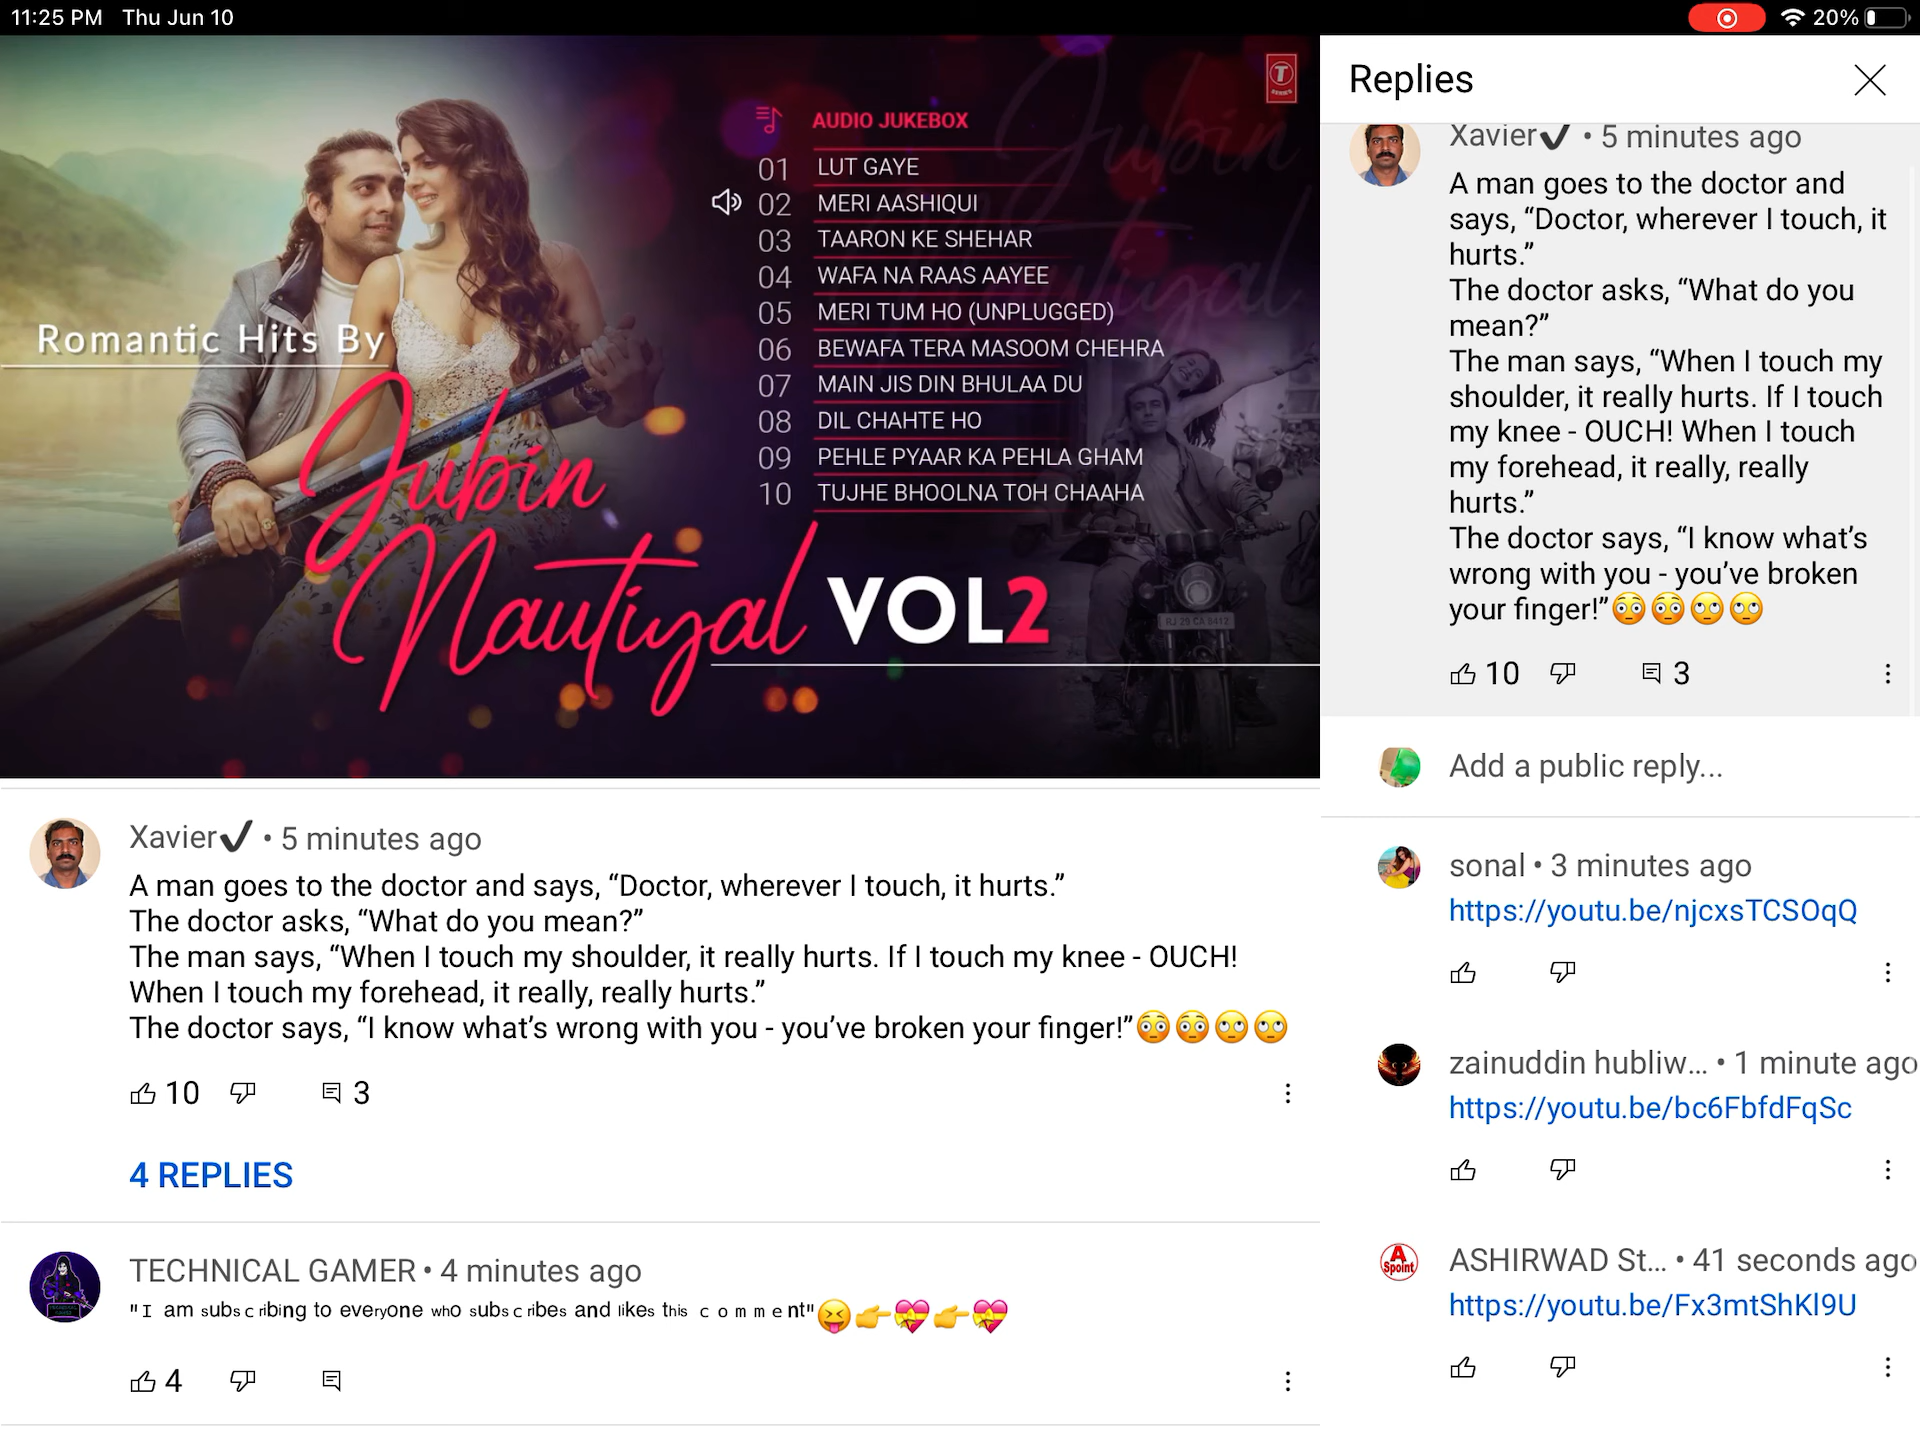 11:25 PM Thu Jun 10
20%
T
SERIES
AUDIO JUKEBOX
01 LUT GAYE
02 MERI AASHIQUI
03 TAARON KE SHEHAR
04 WAFA NA RAAS AAYEE
05 MERI TUM HO (UNPLUGGED)
06 BEWAFA TERA MASOOM CHEHRA
07 MAIN JIS DIN BHULAA DU
08 DIL CHAHTE HO
09 PEHLE PYAAR KA PEHLA GHAM
10 TUJHE BHOOLNA TOH CHAAHA
Jubin
Nautiyal
Romantic Hits By
Jubin
Nautiyal VOL2
RJ 29 CA 8412
Xavier✔ • 5 minutes ago
A man goes to the doctor and says, “Doctor, wherever I touch, it hurts.”
The doctor asks, “What do you mean?”
The man says, “When I touch my shoulder, it really hurts. If I touch my knee - OUCH!
When I touch my forehead, it really, really hurts.”
The doctor says, “I know what’s wrong with you - you’ve broken your finger!”😳😳🙄🙄
10 3
4 REPLIES
TECHNICAL GAMER • 4 minutes ago
"ɪ am subscribing to everyone who subscribes and likes this comment"😝👉💝👉💝
4
Replies
Xavier✔ • 5 minutes ago
A man goes to the doctor and
says, “Doctor, wherever I touch, it
hurts.”
The doctor asks, “What do you
mean?”
The man says, “When I touch my
shoulder, it really hurts. If I touch
my knee - OUCH! When I touch
my forehead, it really, really
hurts.”
The doctor says, “I know what’s
wrong with you - you’ve broken
your finger!”😳😳🙄🙄
10 3
Add a public reply...
sonal • 3 minutes ago
https://youtu.be/njcxsTCSOqQ
zainuddin hubliw... • 1 minute ago
https://youtu.be/bc6FbfdFqSc
A
Spoint
ASHIRWAD St... • 41 seconds ago
https://youtu.be/Fx3mtShKl9U